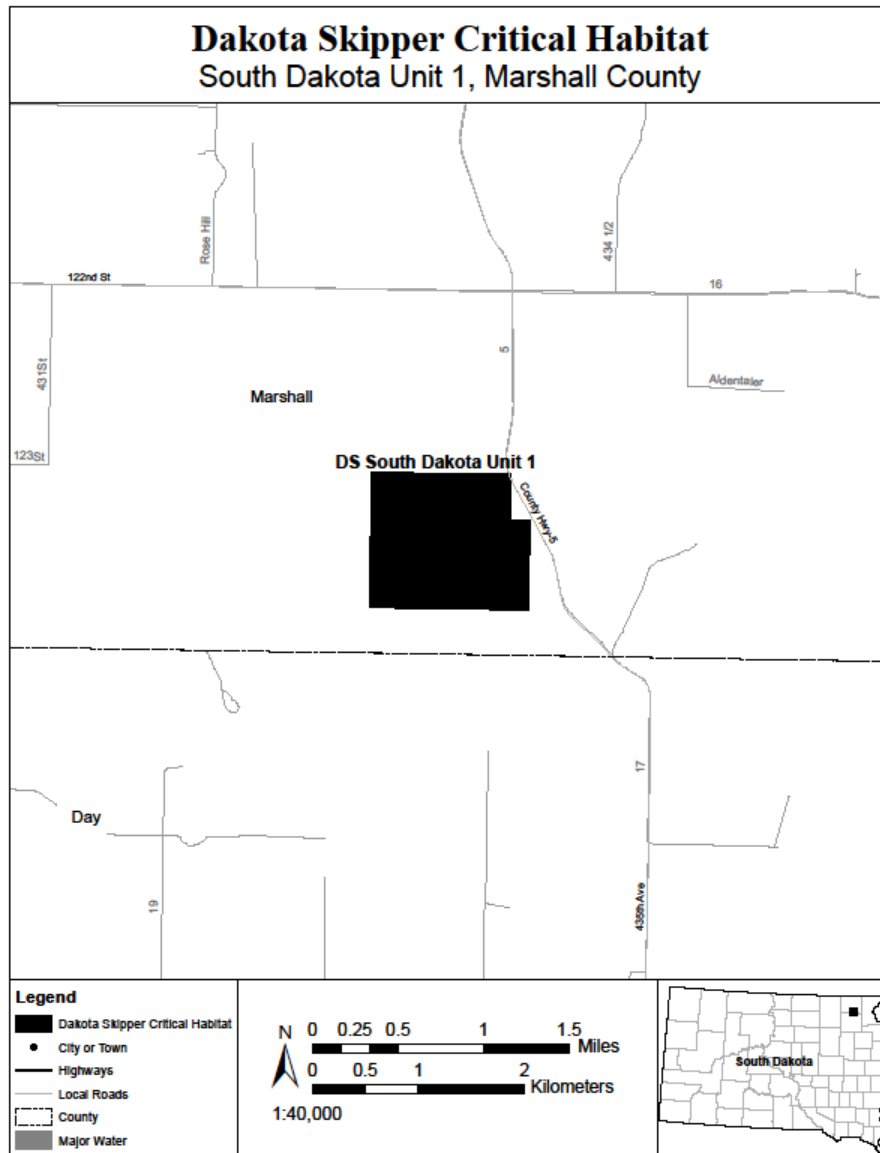 Dakota Skipper Critical Habitat
South Dakota Unit 1, Marshall County
Rose Hill
434 1/2
122nd St
16
431St
5
Aldentaler
Marshall
123St
DS South Dakota Unit 1
County Hwy-5
17
Day
19
435th Ave
Legend
Dakota Skipper Critical Habitat
City or Town
Highways
Local Roads
County
Major Water
N
0 0.25 0.5 1 1.5
Miles
0 0.5 1 2
Kilometers
1:40,000
South Dakota